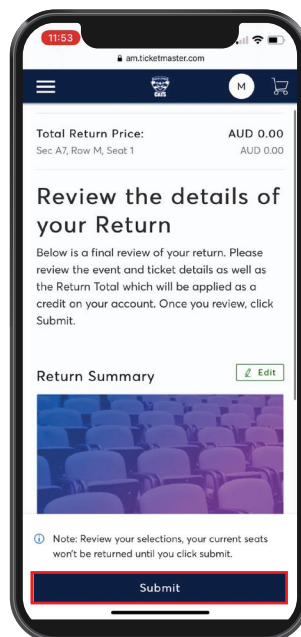 11:53
am.ticketmaster.com
CATS
M
Total Return Price: AUD 0.00
Sec A7, Row M, Seat 1 AUD 0.00
Review the details of
your Return
Below is a final review of your return. Please
review the event and ticket details as well as
the Return Total which will be applied as a
credit on your account. Once you review, click
Submit.
Return Summary Edit
Note: Review your selections, your current seats
won't be returned until you click submit.
Submit